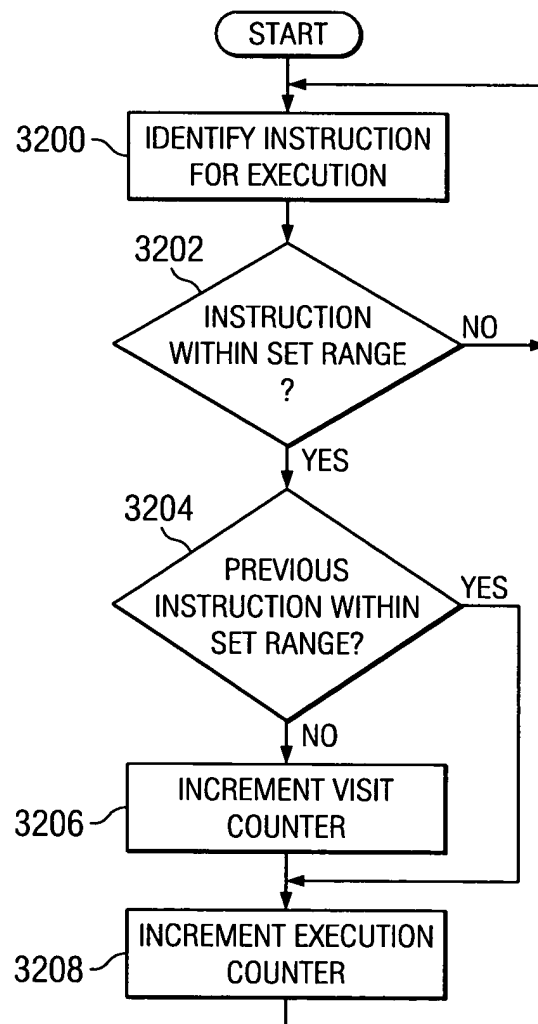 START
3200
IDENTIFY INSTRUCTION
FOR EXECUTION
3202
INSTRUCTION
WITHIN SET RANGE
?
NO
YES
3204
PREVIOUS
INSTRUCTION WITHIN
SET RANGE?
YES
NO
3206
INCREMENT VISIT
COUNTER
3208
INCREMENT EXECUTION
COUNTER